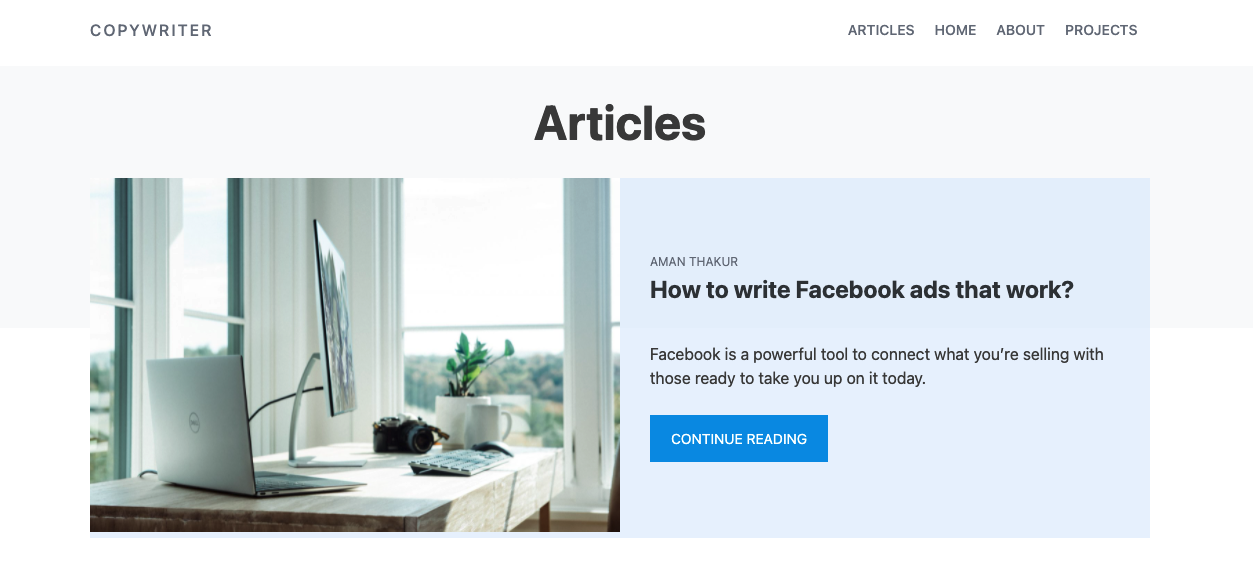 COPYWRITER
ARTICLES HOME ABOUT PROJECTS
Articles
AMAN THAKUR
How to write Facebook ads that work?
Facebook is a powerful tool to connect what you’re selling with
those ready to take you up on it today.
CONTINUE READING